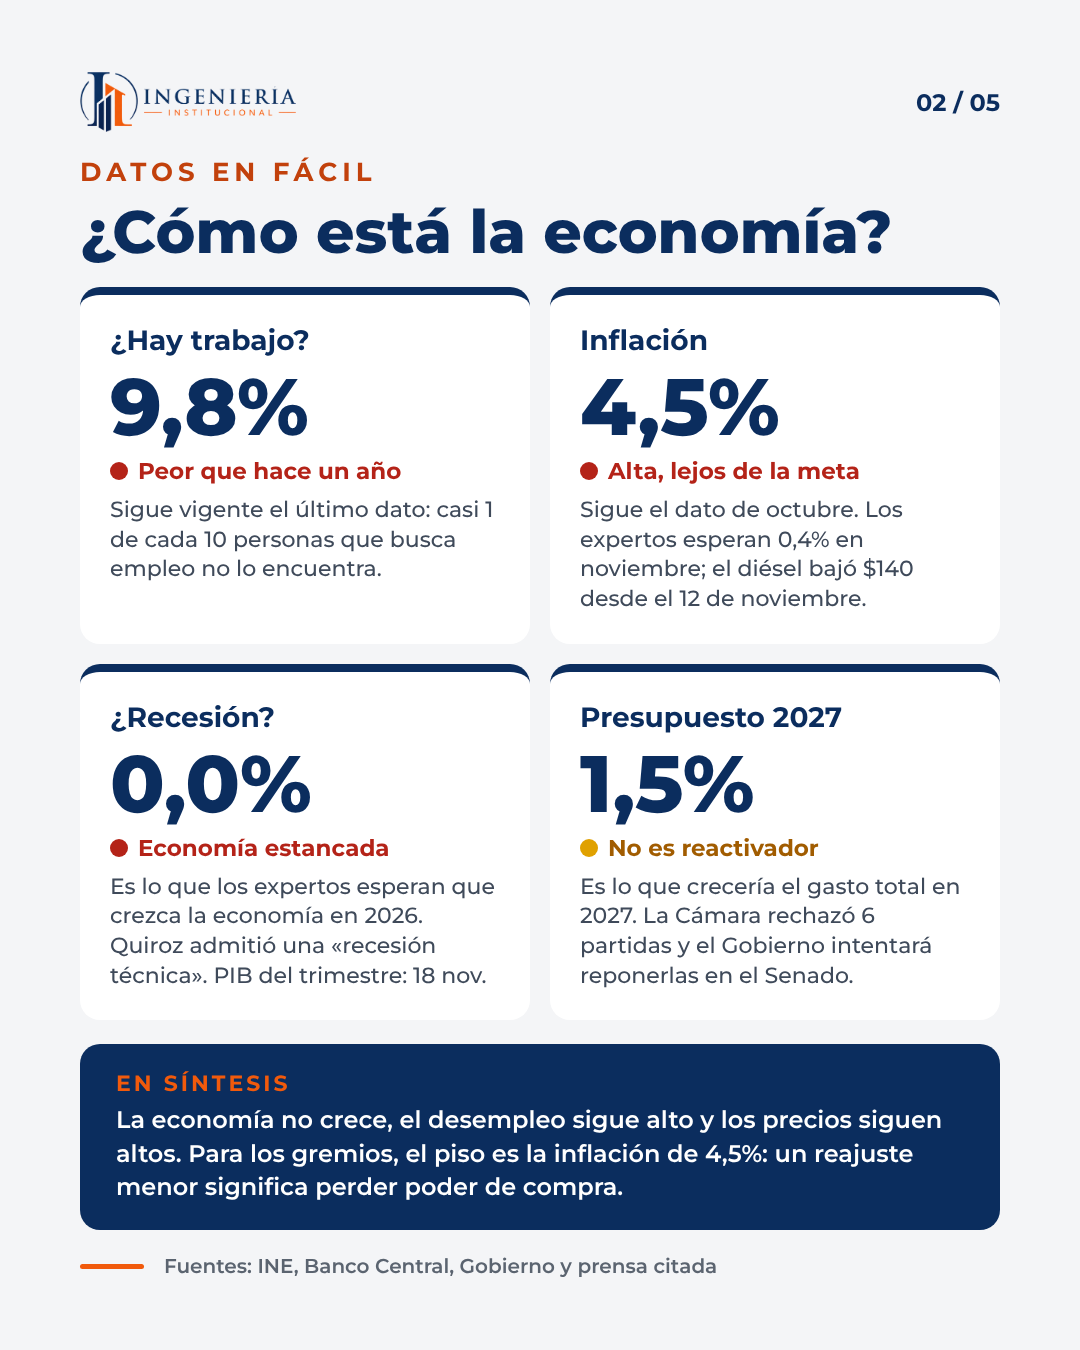 INGENIERIA
INSTITUCIONAL
02 / 05
DATOS EN FÁCIL
¿Cómo está la economía?
¿Hay trabajo?
9,8%
Peor que hace un año
Sigue vigente el último dato: casi 1
de cada 10 personas que busca
empleo no lo encuentra.
Inflación
4,5%
Alta, lejos de la meta
Sigue el dato de octubre. Los
expertos esperan 0,4% en
noviembre; el diésel bajó $140
desde el 12 de noviembre.
¿Recesión?
0,0%
Economía estancada
Es lo que los expertos esperan que
crezca la economía en 2026.
Quiroz admitió una «recesión
técnica». PIB del trimestre: 18 nov.
Presupuesto 2027
1,5%
No es reactivador
Es lo que crecería el gasto total en
2027. La Cámara rechazó 6
partidas y el Gobierno intentará
reponerlas en el Senado.
EN SÍNTESIS
La economía no crece, el desempleo sigue alto y los precios siguen
altos. Para los gremios, el piso es la inflación de 4,5%: un reajuste
menor significa perder poder de compra.
Fuentes: INE, Banco Central, Gobierno y prensa citada